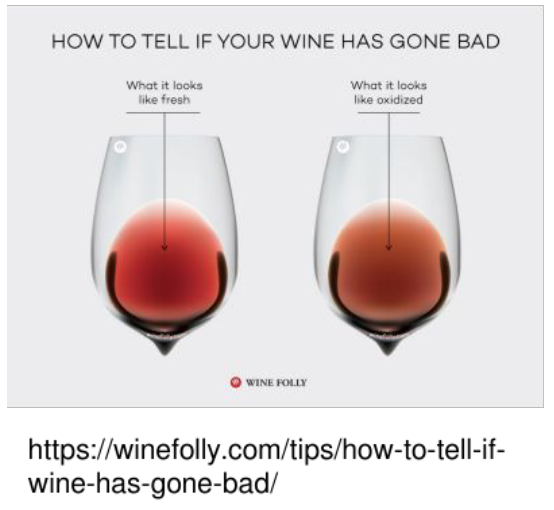 HOW TO TELL IF YOUR WINE HAS GONE BAD
What it looks
like fresh
What it looks
like oxidized
WINE FOLLY
https://winefolly.com/tips/how-to-tell-if-
wine-has-gone-bad/